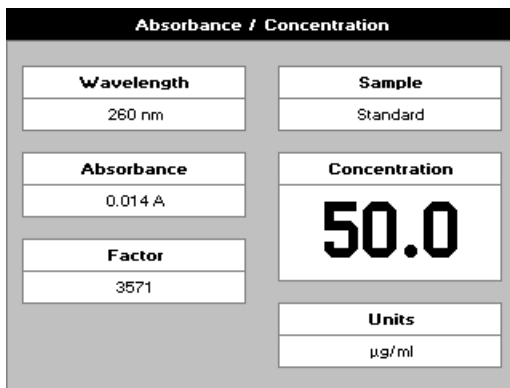 Absorbance / Concentration
Wavelength
260 nm
Absorbance
0.014 A
Factor
3571
Sample
Standard
Concentration
50.0
Units
µg/ml